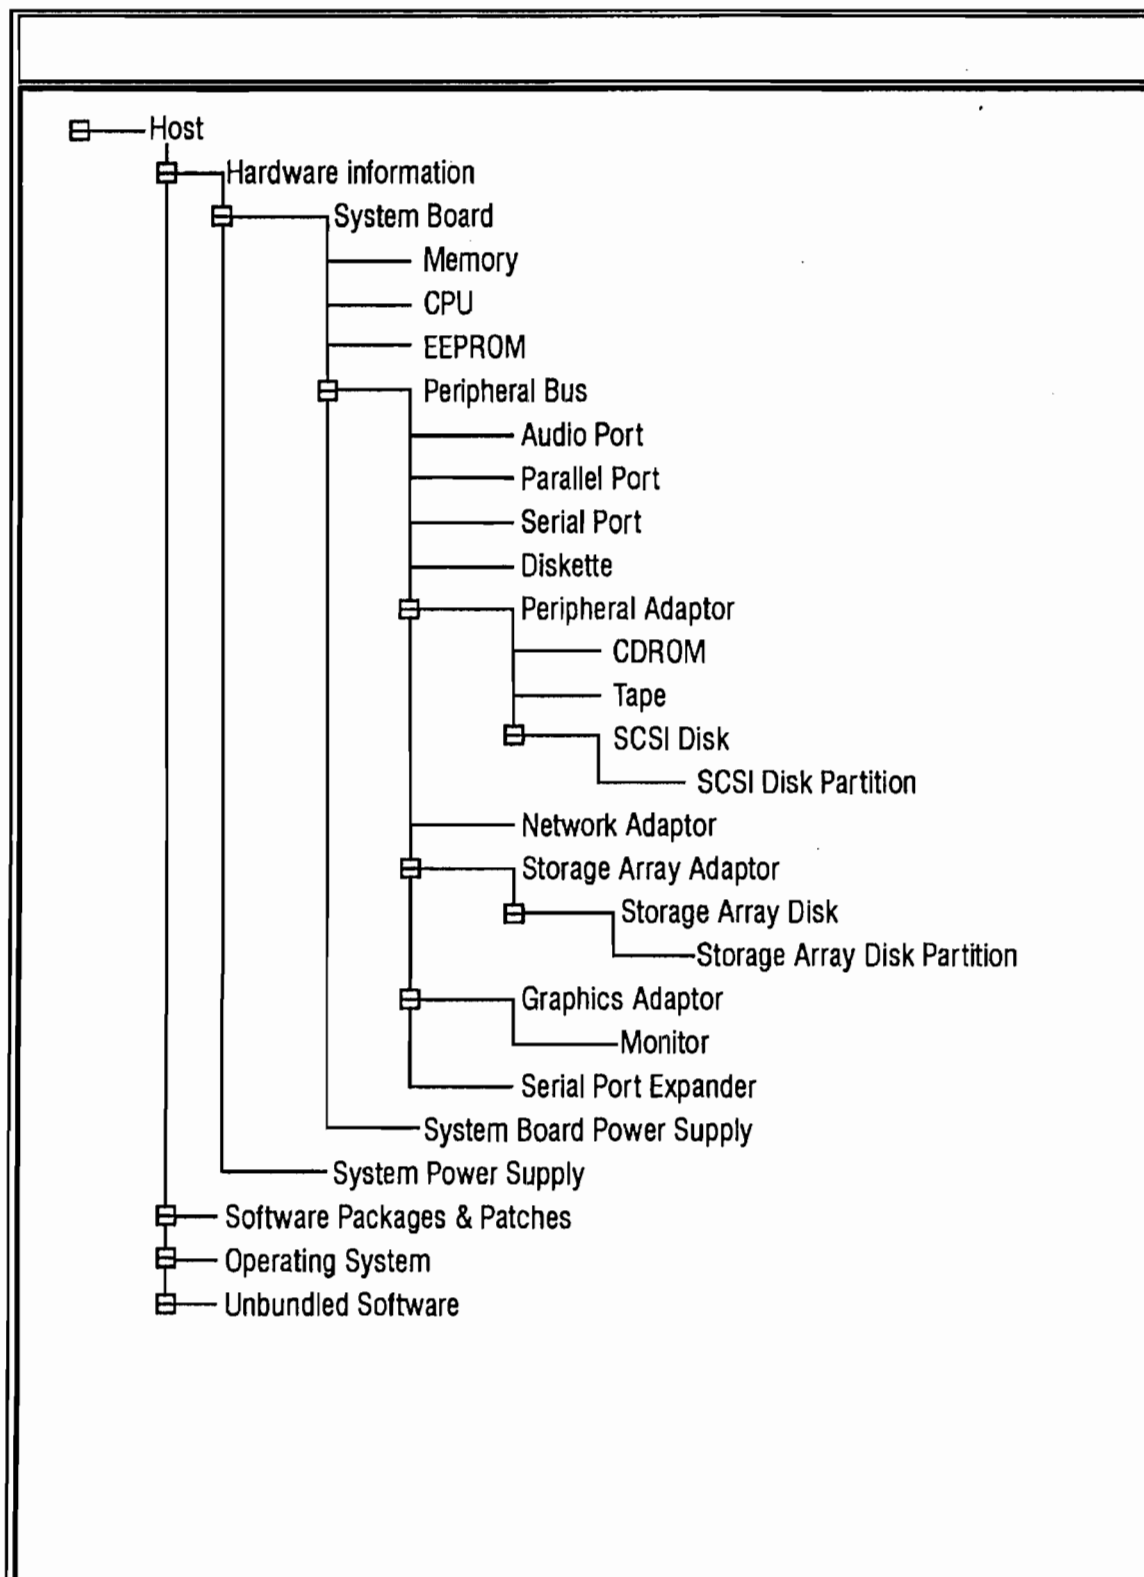 Host
Hardware information
System Board
Memory
CPU
EEPROM
Peripheral Bus
Audio Port
Parallel Port
Serial Port
Diskette
Peripheral Adaptor
CDROM
Tape
SCSI Disk
SCSI Disk Partition
Network Adaptor
Storage Array Adaptor
Storage Array Disk
Storage Array Disk Partition
Graphics Adaptor
Monitor
Serial Port Expander
System Board Power Supply
System Power Supply
Software Packages & Patches
Operating System
Unbundled Software